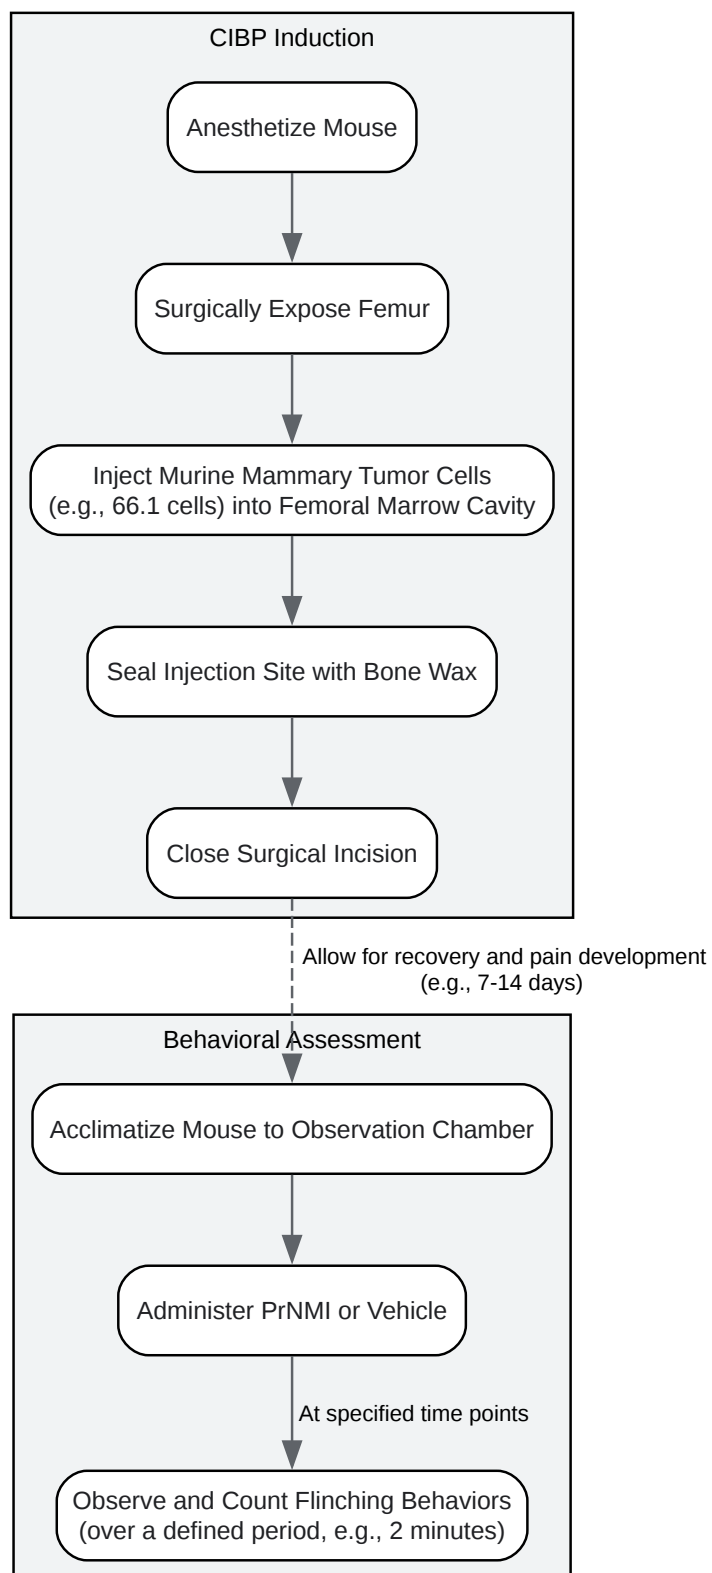 CIBP Induction
Anesthetize Mouse
Surgically Expose Femur
Inject Murine Mammary Tumor Cells
(e.g., 66.1 cells) into Femoral Marrow Cavity
Seal Injection Site with Bone Wax
Close Surgical Incision
Allow for recovery and pain development
(e.g., 7-14 days)
Behavioral Assessment
Acclimatize Mouse to Observation Chamber
Administer PrNMI or Vehicle
At specified time points
Observe and Count Flinching Behaviors
(over a defined period, e.g., 2 minutes)